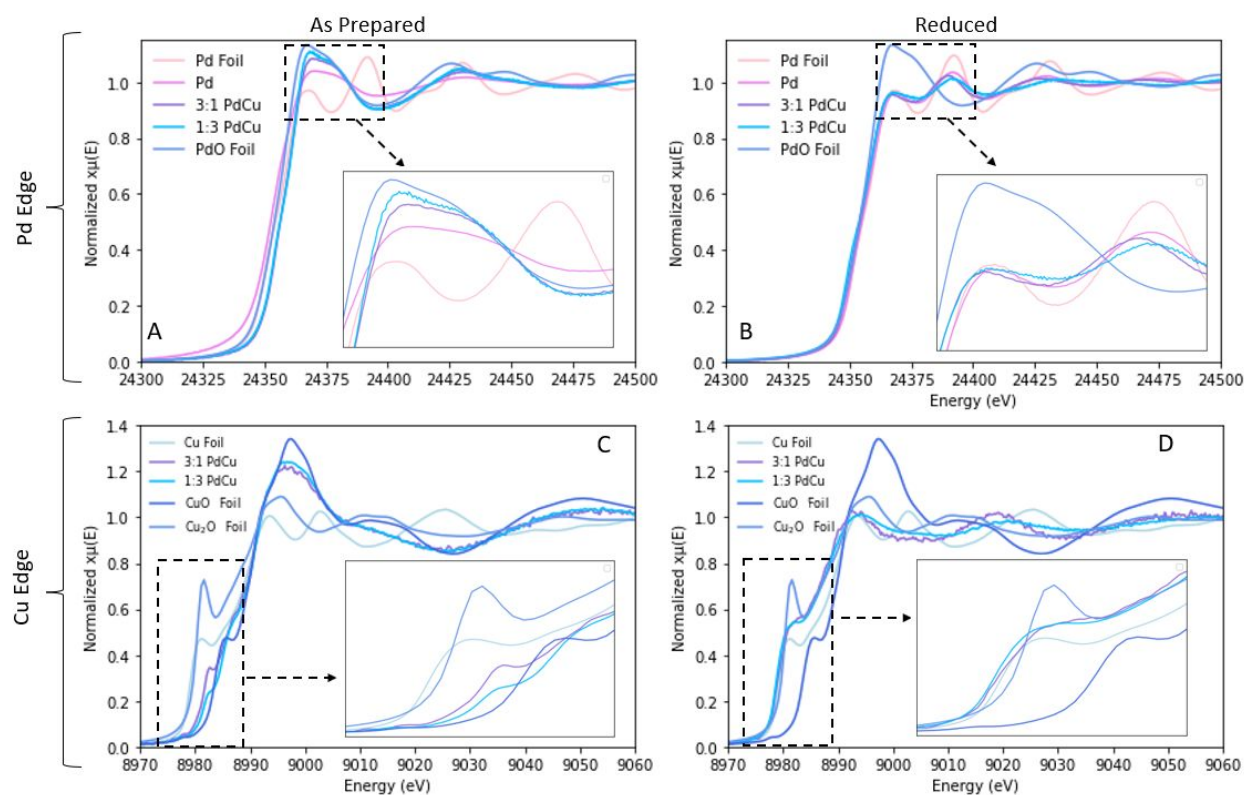 As Prepared
Reduced
Pd Edge
Cu Edge
Normalized xμ(E)
1.0
0.8
0.6
0.4
0.2
0.0
Pd Foil
Pd
3:1 PdCu
1:3 PdCu
PdO Foil
A
24300 24325 24350 24375 24400 24425 24450 24475 24500
Normalized xμ(E)
1.0
0.8
0.6
0.4
0.2
0.0
Pd Foil
Pd
3:1 PdCu
1:3 PdCu
PdO Foil
B
24300 24325 24350 24375 24400 24425 24450 24475 24500
Energy (eV)
Normalized xμ(E)
1.4
1.2
1.0
0.8
0.6
0.4
0.2
0.0
Cu Foil
3:1 PdCu
1:3 PdCu
CuO Foil
Cu₂O Foil
C
8970 8980 8990 9000 9010 9020 9030 9040 9050 9060
Energy (eV)
Normalized xμ(E)
1.4
1.2
1.0
0.8
0.6
0.4
0.2
0.0
Cu Foil
3:1 PdCu
1:3 PdCu
CuO Foil
Cu₂O Foil
D
8970 8980 8990 9000 9010 9020 9030 9040 9050 9060
Energy (eV)